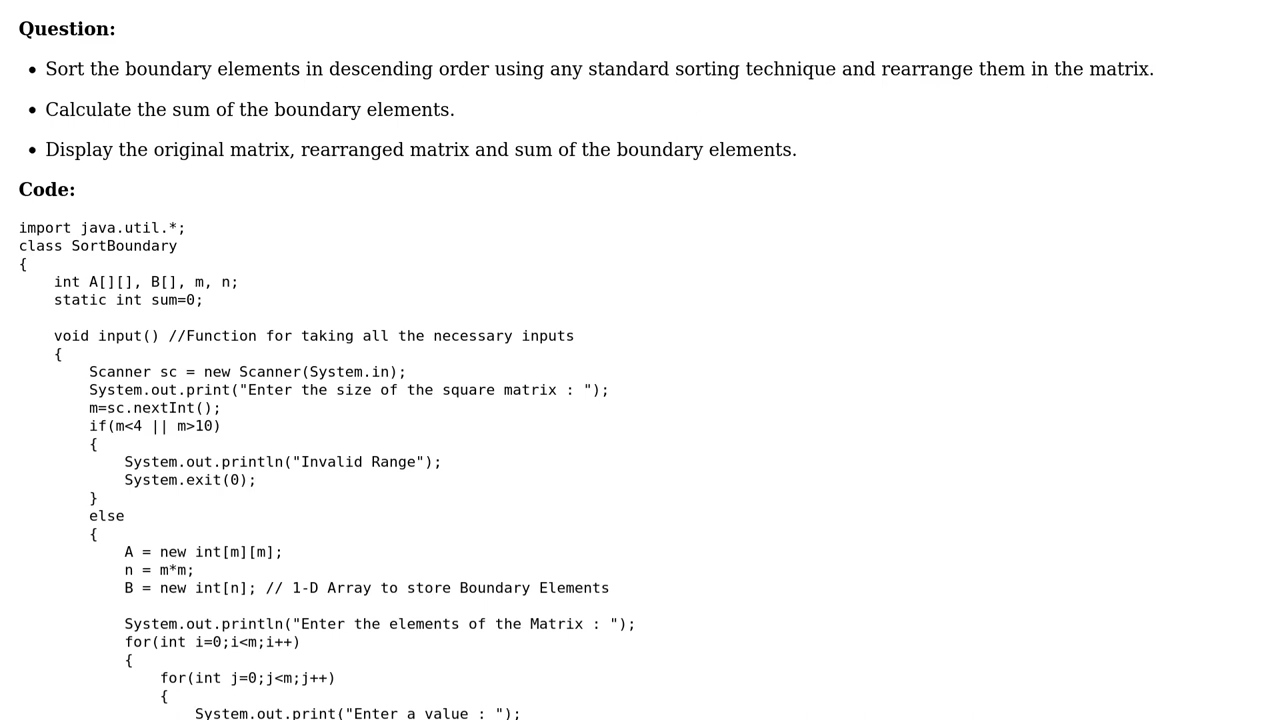 Question:
• Sort the boundary elements in descending order using any standard sorting technique and rearrange them in the matrix.
• Calculate the sum of the boundary elements.
• Display the original matrix, rearranged matrix and sum of the boundary elements.
Code:
import java.util.*;
class SortBoundary
{
    int A[][], B[], m, n;
    static int sum=0;

    void input() //Function for taking all the necessary inputs
    {
        Scanner sc = new Scanner(System.in);
        System.out.print("Enter the size of the square matrix : ");
        m=sc.nextInt();
        if(m<4 || m>10)
        {
            System.out.println("Invalid Range");
            System.exit(0);
        }
        else
        {
            A = new int[m][m];
            n = m*m;
            B = new int[n]; // 1-D Array to store Boundary Elements

            System.out.println("Enter the elements of the Matrix : ");
            for(int i=0;i<m;i++)
            {
                for(int j=0;j<m;j++)
                {
                    System.out.print("Enter a value : ");